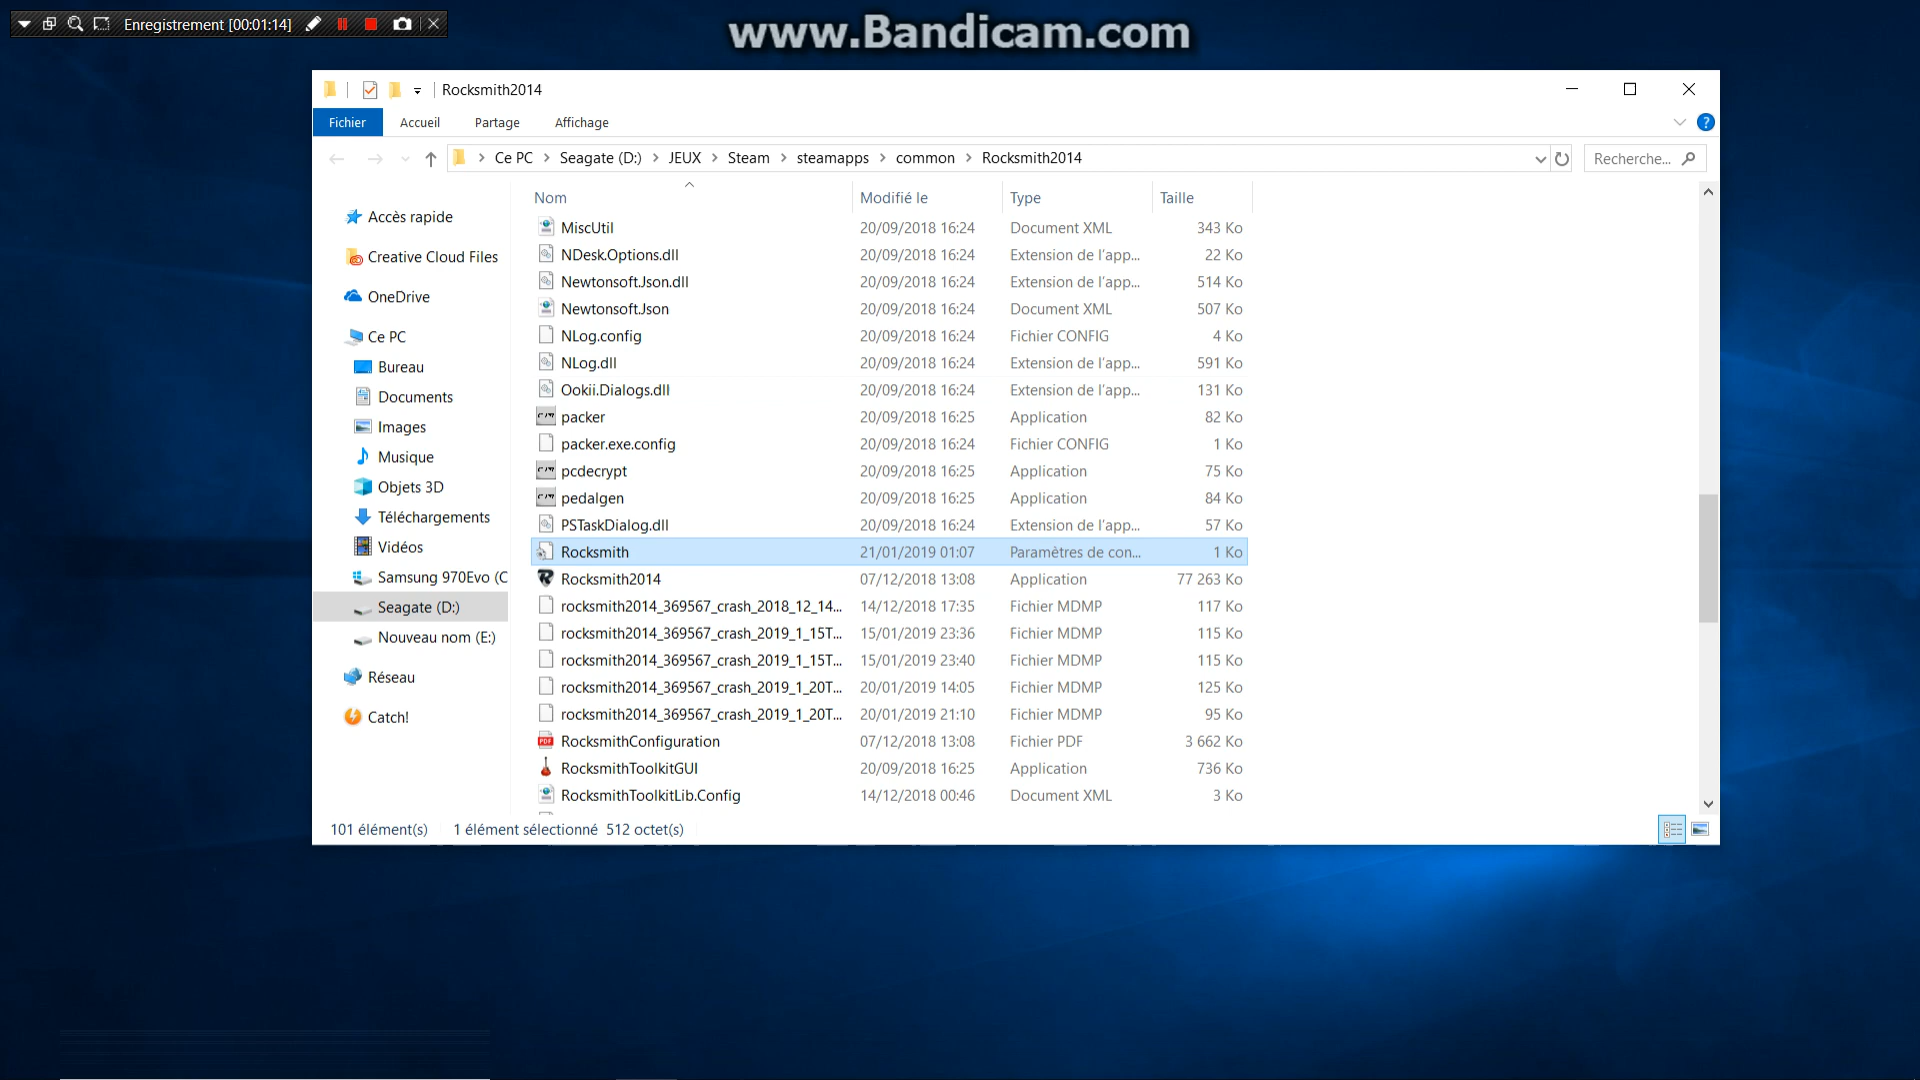 Enregistrement [00:01:14]
www.Bandicam.com
Rocksmith2014
Fichier Accueil Partage Affichage
Ce PC Seagate (D:) JEUX Steam steamapps common Rocksmith2014 Recherche...
Accès rapide
Creative Cloud Files
OneDrive
Ce PC
Bureau
Documents
Images
Musique
Objets 3D
Téléchargements
Vidéos
Samsung 970Evo (C
Seagate (D:)
Nouveau nom (E:)
Réseau
Catch!
Nom Modifié le Type Taille
MiscUtil 20/09/2018 16:24 Document XML 343 Ko
NDesk.Options.dll 20/09/2018 16:24 Extension de l'app... 22 Ko
Newtonsoft.Json.dll 20/09/2018 16:24 Extension de l'app... 514 Ko
Newtonsoft.Json 20/09/2018 16:24 Document XML 507 Ko
NLog.config 20/09/2018 16:24 Fichier CONFIG 4 Ko
NLog.dll 20/09/2018 16:24 Extension de l'app... 591 Ko
Ookii.Dialogs.dll 20/09/2018 16:24 Extension de l'app... 131 Ko
packer 20/09/2018 16:25 Application 82 Ko
packer.exe.config 20/09/2018 16:24 Fichier CONFIG 1 Ko
pcdecrypt 20/09/2018 16:25 Application 75 Ko
pedalgen 20/09/2018 16:25 Application 84 Ko
PSTaskDialog.dll 20/09/2018 16:24 Extension de l'app... 57 Ko
Rocksmith 21/01/2019 01:07 Paramètres de con... 1 Ko
Rocksmith2014 07/12/2018 13:08 Application 77 263 Ko
rocksmith2014_369567_crash_2018_12_14... 14/12/2018 17:35 Fichier MDMP 117 Ko
rocksmith2014_369567_crash_2019_1_15T... 15/01/2019 23:36 Fichier MDMP 115 Ko
rocksmith2014_369567_crash_2019_1_15T... 15/01/2019 23:40 Fichier MDMP 115 Ko
rocksmith2014_369567_crash_2019_1_20T... 20/01/2019 14:05 Fichier MDMP 125 Ko
rocksmith2014_369567_crash_2019_1_20T... 20/01/2019 21:10 Fichier MDMP 95 Ko
RocksmithConfiguration 07/12/2018 13:08 Fichier PDF 3 662 Ko
RocksmithToolkitGUI 20/09/2018 16:25 Application 736 Ko
RocksmithToolkitLib.Config 14/12/2018 00:46 Document XML 3 Ko
101 élément(s) 1 élément sélectionné 512 octet(s)